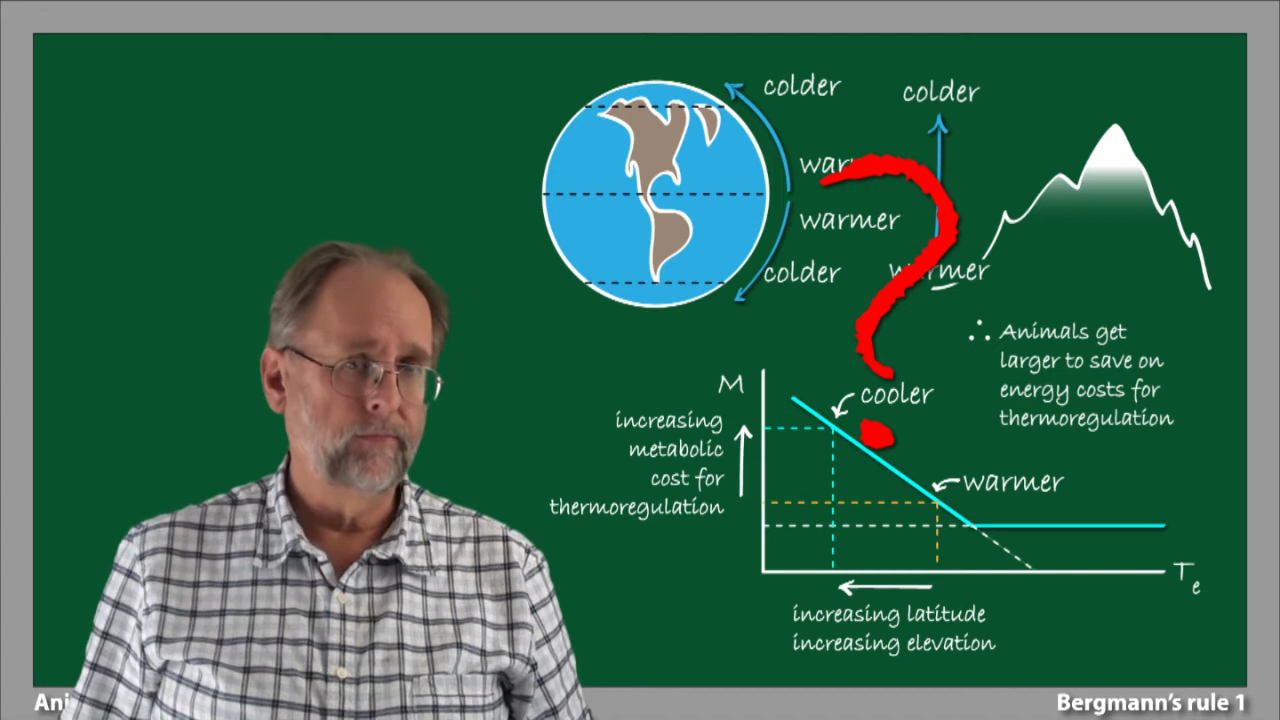 colder
colder
warmer
colder
warmer
∴ Animals get
larger to save on
energy costs for
thermoregulation
M
cooler
increasing
metabolic
cost for
thermoregulation
warmer
Te
increasing latitude
increasing elevation
Bergmann's rule 1